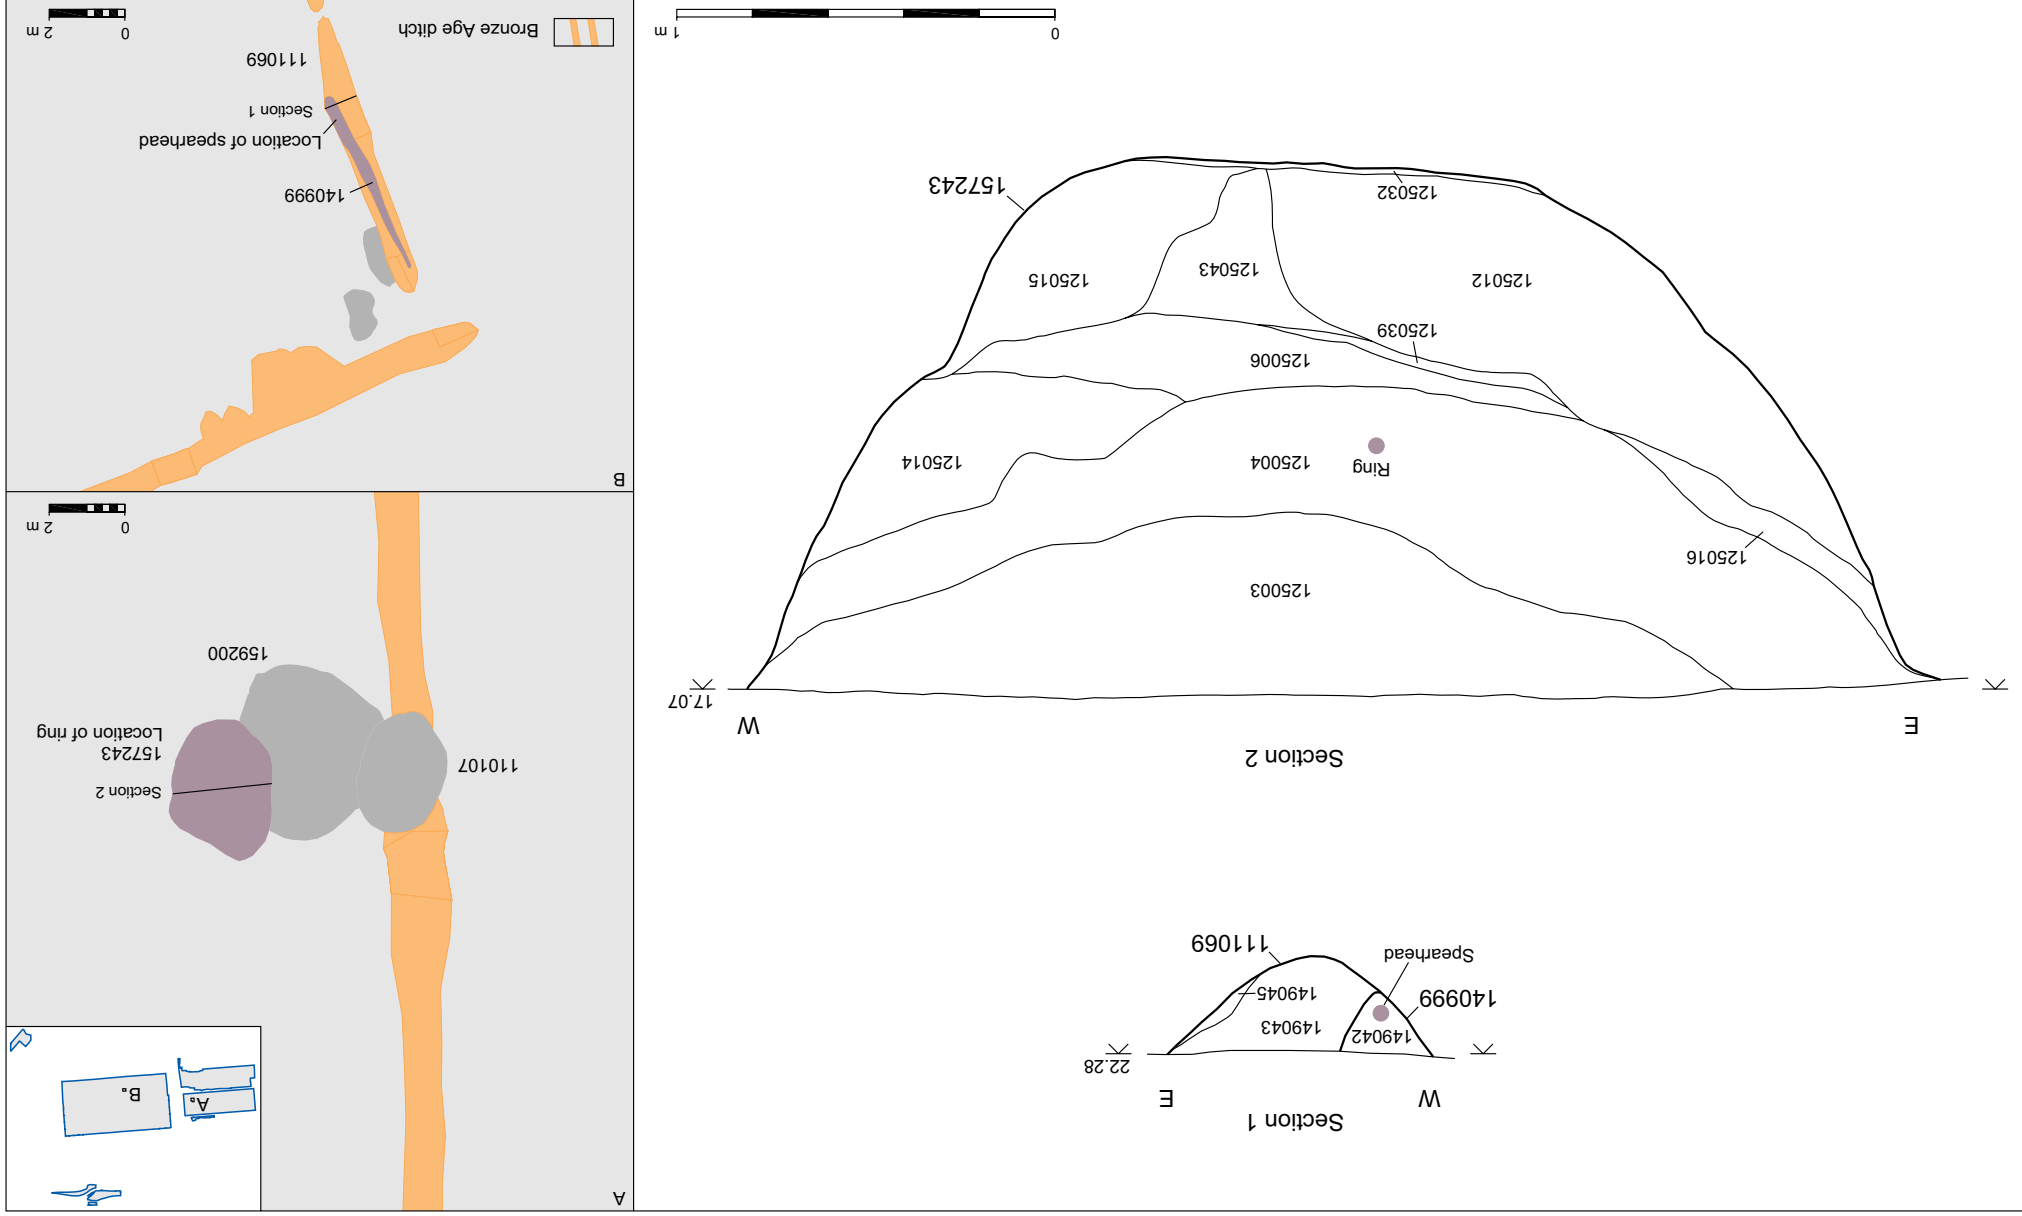 A
A.
B.
110107
Section 2
157243
Location of ring
159200
0
2 m
B
140999
Location of spearhead
Section 1
111069
Bronze Age ditch
0
2 m
Section 1
W
E
22.28
149042
149043
149045
140999
Spearhead
111069
Section 2
E
W
17.07
125003
125016
Ring
125004
125014
125006
125039
125012
125043
125015
125032
157243
0
1 m